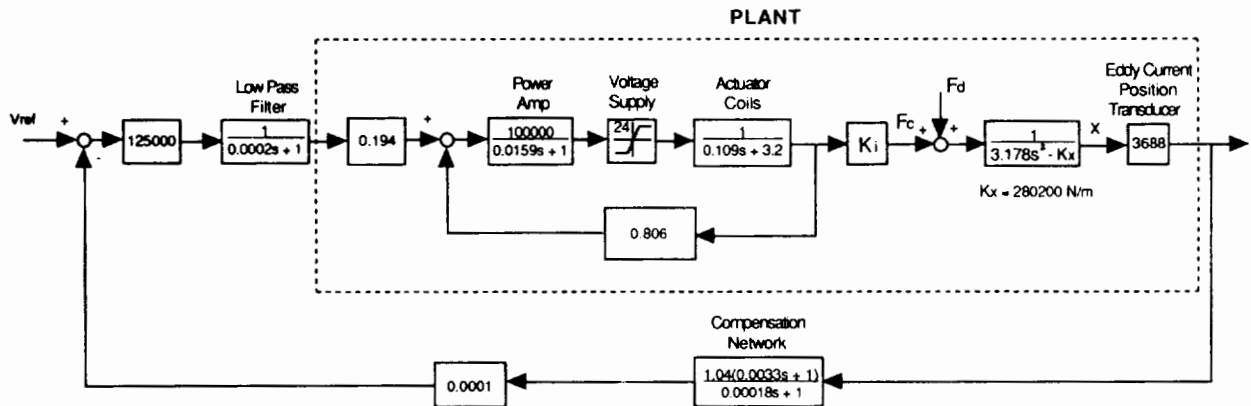 PLANT
Low Pass
Filter
Power
Amp
Voltage
Supply
Actuator
Coils
Eddy Current
Position
Transducer
Vref
+
-
125000
1
0.0002s + 1
0.194
+
-
100000
0.0159s + 1
24
1
0.109s + 3.2
Ki
Fc
+
Fd
+
1
3.178s² - Kx
x
3688
Kx = 280200 N/m
0.806
Compensation
Network
0.0001
1.04(0.0033s + 1)
0.00018s + 1